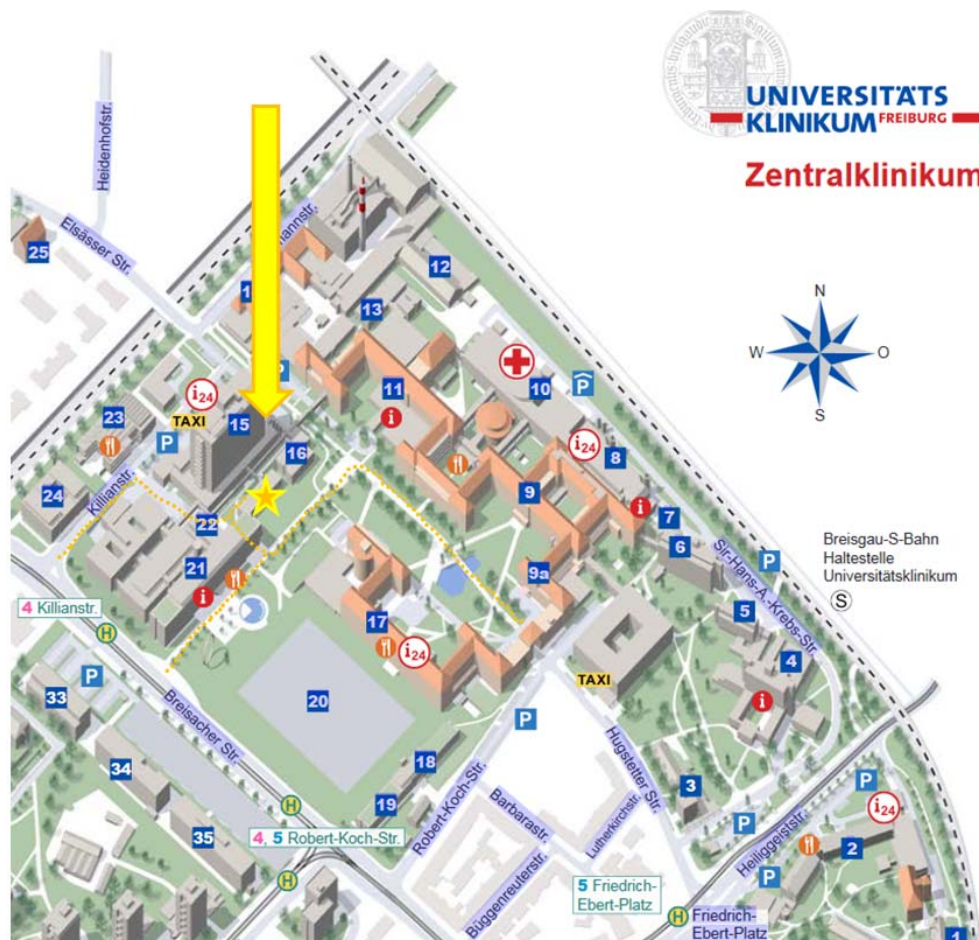 UNIVERSITÄTS
KLINIKUM FREIBURG
Zentralklinikum
Heidenhofstr.
Elsässer Str.
25
12
13
N
W
O
S
10
P
11
i
i24
TAXI
15
16
23
P
24
Killianstr.
22
21
i
i24
8
9
7
6
i
9a
P
Sir-Hans-A.-Krebs-Str.
Breisgau-S-Bahn
Haltestelle
Universitätsklinikum
S
5
4
i
4 Killianstr.
H
17
i24
TAXI
33
P
20
Breisacher Str.
P
34
18
19
Robert-Koch-Str.
Hugstetter Str.
3
P
P
i24
2
Heiliggeiststr.
P
35
H
4, 5 Robert-Koch-Str.
H
Barbarastr.
Lutherkirchstr.
Büggenreuterstr.
5 Friedrich-
Ebert-Platz
H
Friedrich-
Ebert-Platz
1